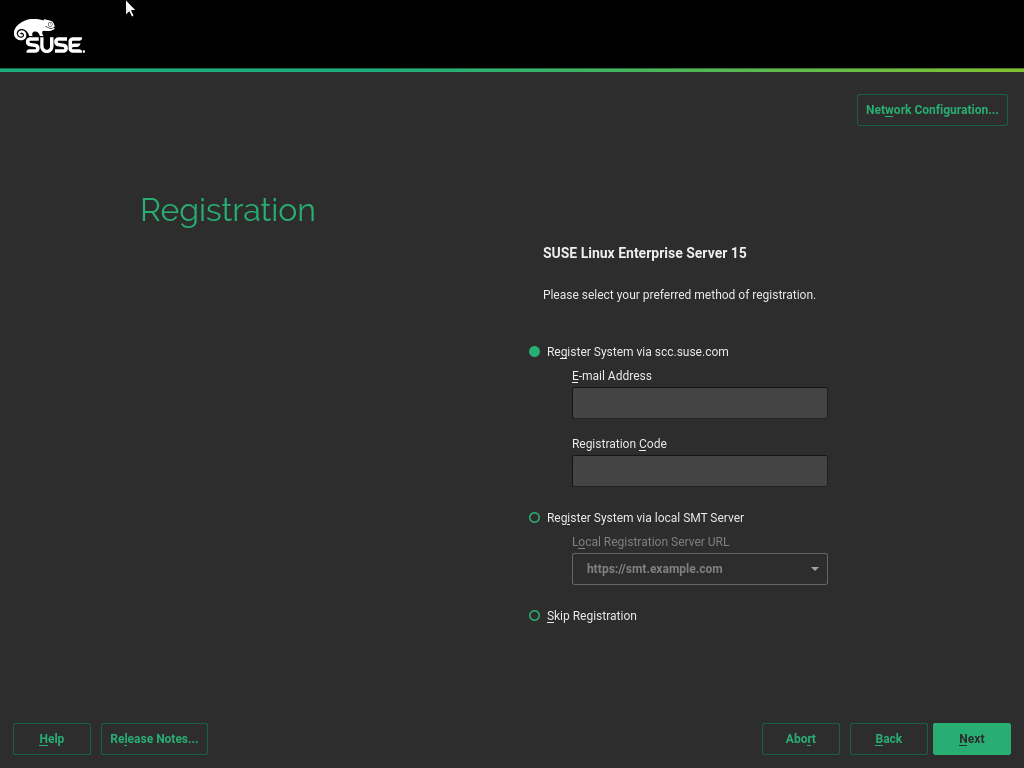 SUSE.
Network Configuration...
Registration
SUSE Linux Enterprise Server 15
Please select your preferred method of registration.
Register System via scc.suse.com
E-mail Address
Registration Code
Register System via local SMT Server
Local Registration Server URL
https://smt.example.com
Skip Registration
Help
Release Notes...
Abort
Back
Next